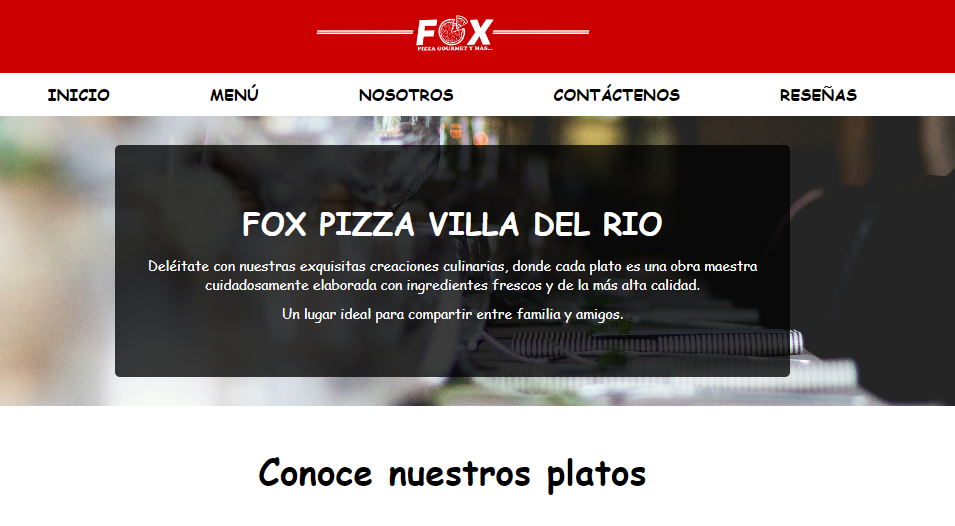 FOX
PIZZA GOURMET Y MAS...
INICIO
MENÚ
NOSOTROS
CONTÁCTENOS
RESEÑAS
FOX PIZZA VILLA DEL RIO
Deléitate con nuestras exquisitas creaciones culinarias, donde cada plato es una obra maestra
cuidadosamente elaborada con ingredientes frescos y de la más alta calidad.
Un lugar ideal para compartir entre familia y amigos.
Conoce nuestros platos